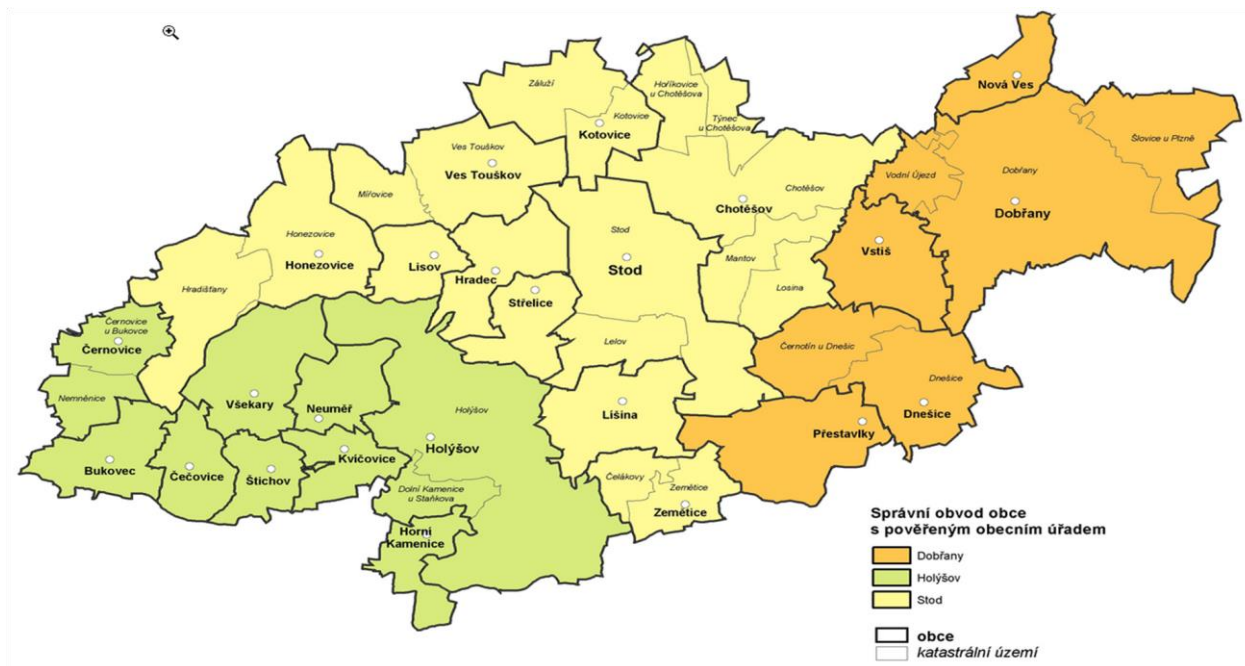 Nová Ves
Záluží
Horíkovice
u Chotěšova
Kotovice
Kotovice
Týnec
u Chotěšova
Šlovice u Plzně
Ves Touškov
Ves Touškov
Vodní Újezd
Dobřany
Dobřany
Mířovice
Chotěšov
Chotěšov
Honezovice
Honezovice
Stod
Stod
Vstiš
Lisov
Hradec
Mantov
Losina
Hradišťany
Střelice
Černovice
u Bukovce
Černovice
Lelov
Černotín u Dnešic
Dnešice
Dnešice
Nemněnice
Všekary
Neuměř
Holýšov
Holýšov
Lišina
Přestavlky
Bukovec
Čečovice
Štichov
Kvíčovice
Dolní Kamenice
u Staňkova
Čelákovy
Zemětice
Zemětice
Horní
Kamenice
Správní obvod obce
s pověřeným obecním úřadem
Dobřany
Holýšov
Stod
obce
katastrální území